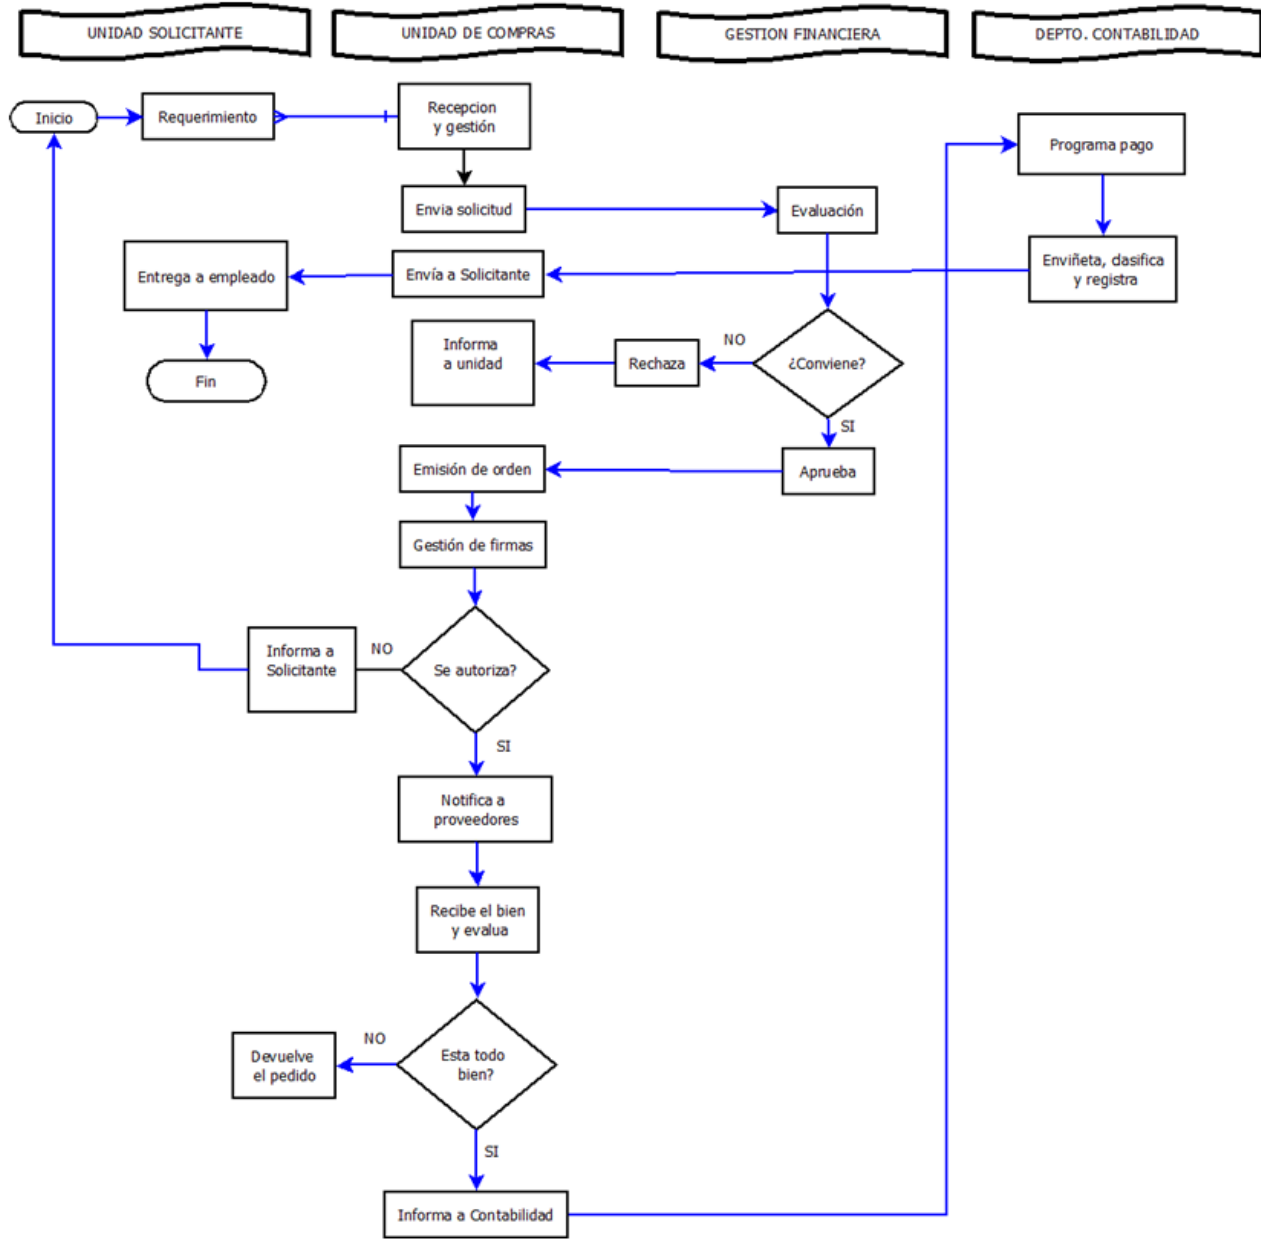 UNIDAD SOLICITANTE
UNIDAD DE COMPRAS
GESTION FINANCIERA
DEPTO. CONTABILIDAD
Inicio
Requerimiento
Recepcion
y gestión
Programa pago
Envia solicitud
Evaluación
Entrega a empleado
Envía a Solicitante
Enviñeta, clasifica
y registra
Informa
a unidad
Rechaza
NO
¿Conviene?
Fin
SI
Emisión de orden
Aprueba
Gestión de firmas
Informa a
Solicitante
NO
Se autoriza?
SI
Notifica a
proveedores
Recibe el bien
y evalua
Devuelve
el pedido
NO
Esta todo
bien?
SI
Informa a Contabilidad